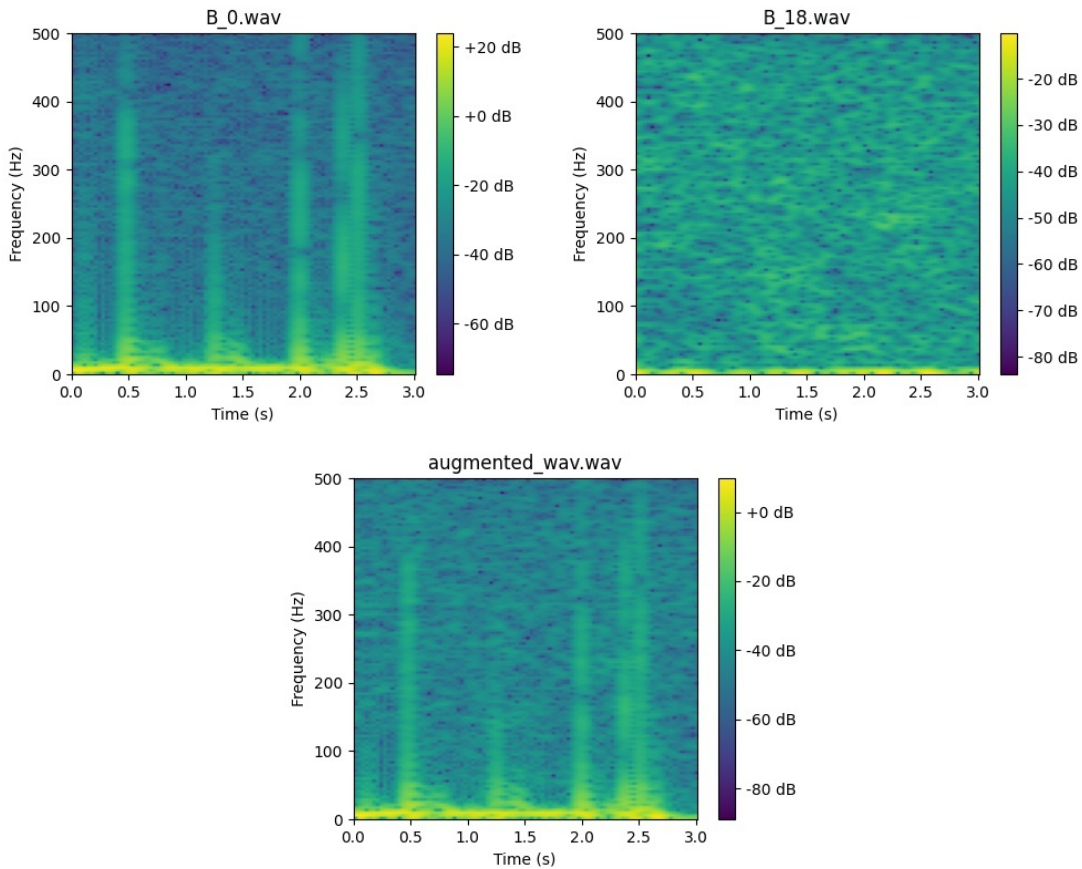 B_0.wav
500
400
300
200
100
0
Frequency (Hz)
0.0 0.5 1.0 1.5 2.0 2.5 3.0
Time (s)
+20 dB
+0 dB
-20 dB
-40 dB
-60 dB
B_18.wav
500
400
300
200
100
0
Frequency (Hz)
0.0 0.5 1.0 1.5 2.0 2.5 3.0
Time (s)
-20 dB
-30 dB
-40 dB
-50 dB
-60 dB
-70 dB
-80 dB
augmented_wav.wav
500
400
300
200
100
0
Frequency (Hz)
0.0 0.5 1.0 1.5 2.0 2.5 3.0
Time (s)
+0 dB
-20 dB
-40 dB
-60 dB
-80 dB